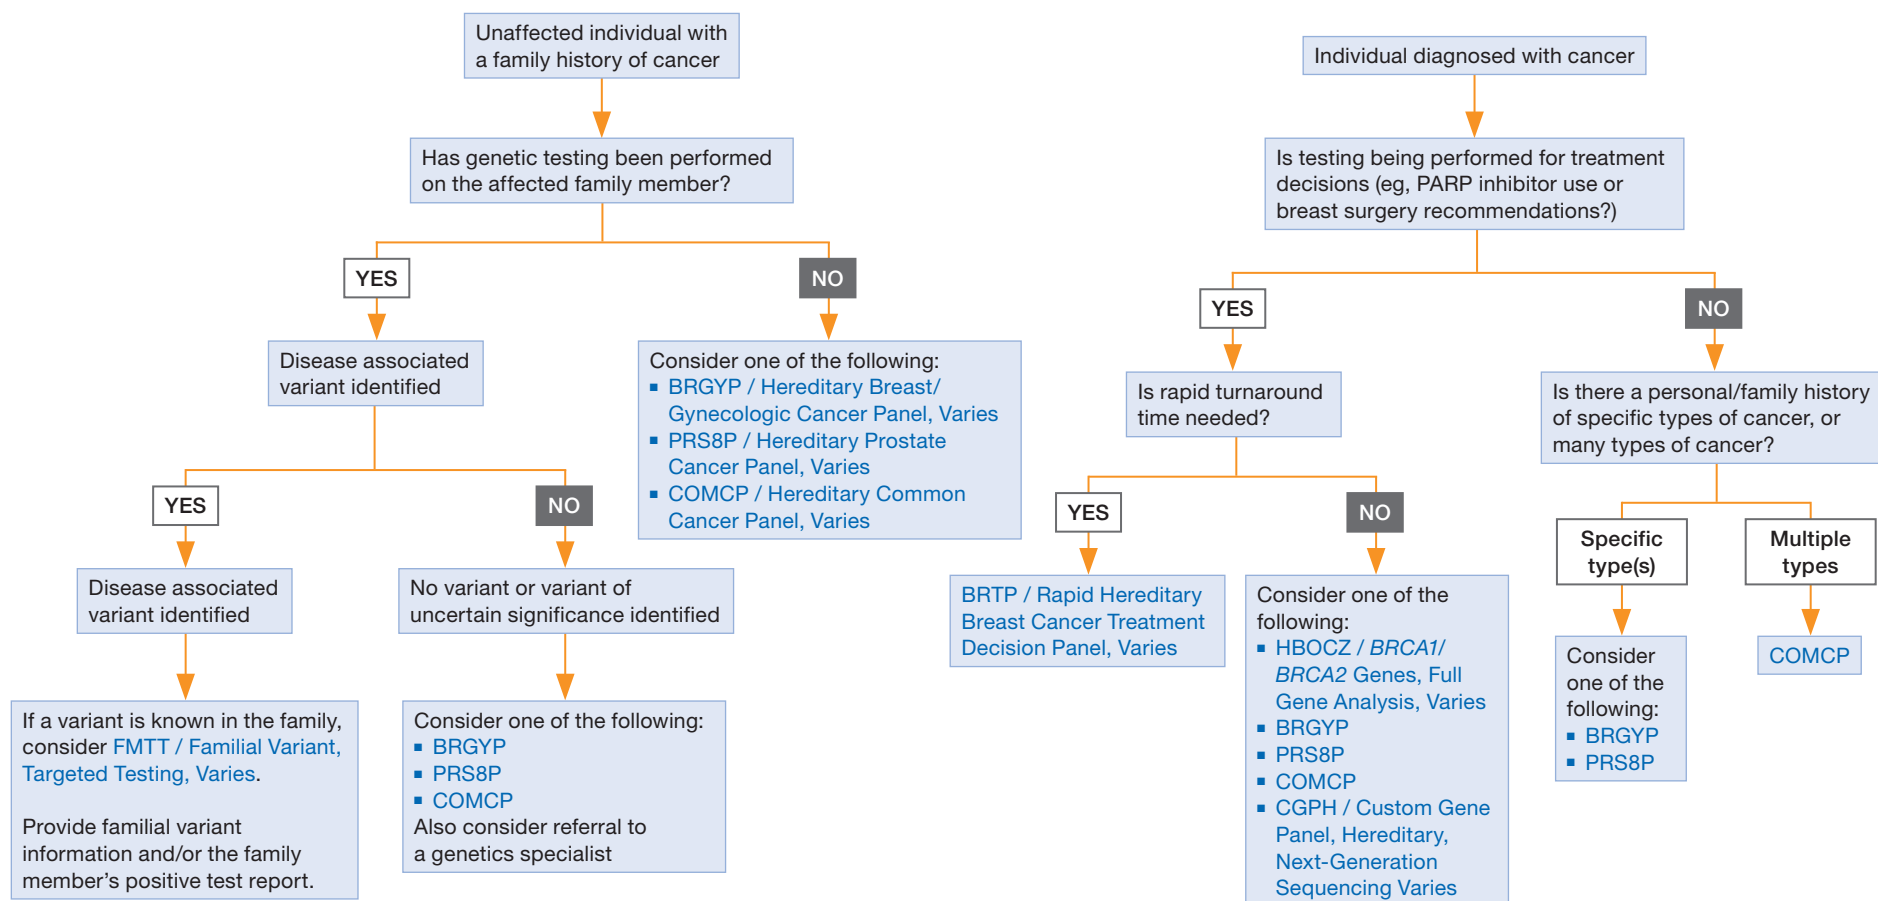 Unaffected individual with
a family history of cancer
Has genetic testing been performed
on the affected family member?
YES
NO
Disease associated
variant identified
Consider one of the following:
▪ BRGYP / Hereditary Breast/
Gynecologic Cancer Panel, Varies
▪ PRS8P / Hereditary Prostate
Cancer Panel, Varies
▪ COMCP / Hereditary Common
Cancer Panel, Varies
YES
NO
Disease associated
variant identified
No variant or variant of
uncertain significance identified
If a variant is known in the family,
consider FMTT / Familial Variant,
Targeted Testing, Varies.
Provide familial variant
information and/or the family
member’s positive test report.
Consider one of the following:
▪ BRGYP
▪ PRS8P
▪ COMCP
Also consider referral to
a genetics specialist
Individual diagnosed with cancer
Is testing being performed for treatment
decisions (eg, PARP inhibitor use or
breast surgery recommendations?)
YES
NO
Is rapid turnaround
time needed?
Is there a personal/family history
of specific types of cancer, or
many types of cancer?
YES
NO
BRTP / Rapid Hereditary
Breast Cancer Treatment
Decision Panel, Varies
Consider one of the
following:
▪ HBOCZ / BRCA1/
BRCA2 Genes, Full
Gene Analysis, Varies
▪ BRGYP
▪ PRS8P
▪ COMCP
▪ CGPH / Custom Gene
Panel, Hereditary,
Next-Generation
Sequencing Varies
Specific
type(s)
Multiple
types
Consider
one of the
following:
▪ BRGYP
▪ PRS8P
COMCP